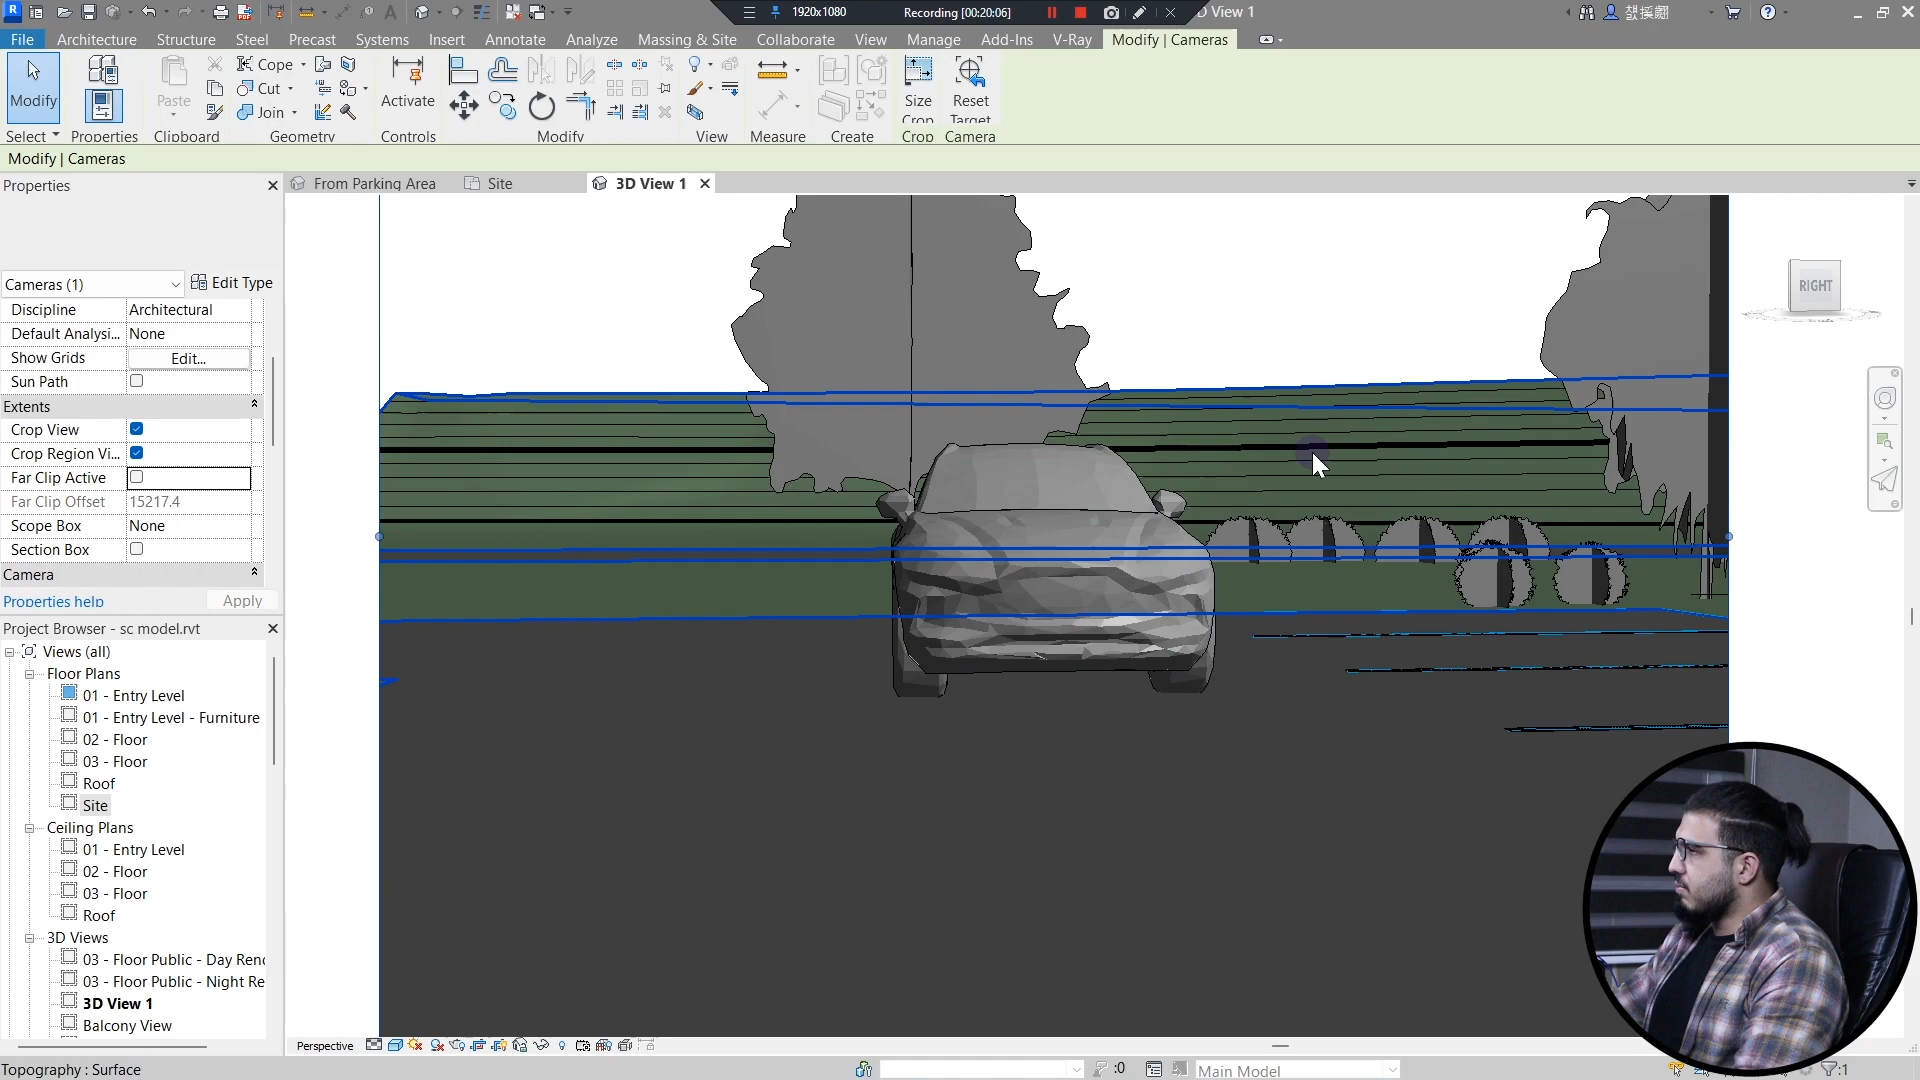 1920x1080
Recording [00:20:06]
View 1
File
Architecture
Structure
Steel
Precast
Systems
Insert
Annotate
Analyze
Massing & Site
Collaborate
View
Manage
Add-Ins
V-Ray
Modify | Cameras
Modify
Paste
Cope
Cut
Join
Activate
Size
Crop
Reset
Target
Select
Properties
Clipboard
Geometry
Controls
Modify
View
Measure
Create
Crop
Camera
Modify | Cameras
Properties
From Parking Area
Site
3D View 1
Cameras (1)
Edit Type
Discipline
Architectural
Default Analysi...
None
Show Grids
Edit...
Sun Path
Extents
Crop View
Crop Region Vi...
Far Clip Active
Far Clip Offset
15217.4
Scope Box
None
Section Box
Camera
Properties help
Apply
RIGHT
Project Browser - sc model.rvt
Views (all)
Floor Plans
01 - Entry Level
01 - Entry Level - Furniture
02 - Floor
03 - Floor
Roof
Site
Ceiling Plans
01 - Entry Level
02 - Floor
03 - Floor
Roof
3D Views
03 - Floor Public - Day Rend
03 - Floor Public - Night Re
3D View 1
Balcony View
Perspective
Topography : Surface
:0
Main Model
:1